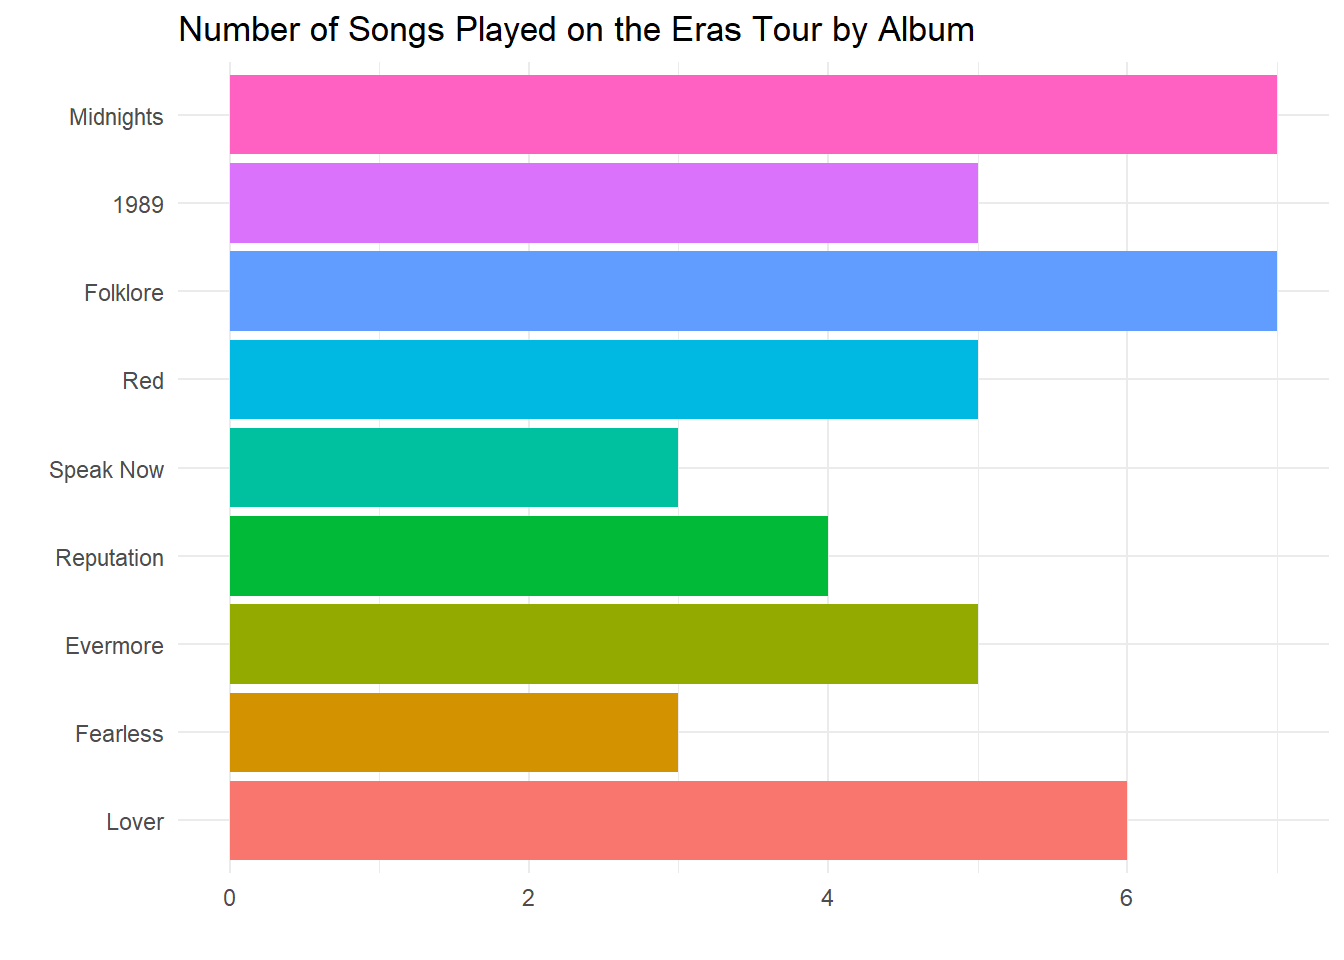 Number of Songs Played on the Eras Tour by Album
Midnights
1989
Folklore
Red
Speak Now
Reputation
Evermore
Fearless
Lover
0 2 4 6